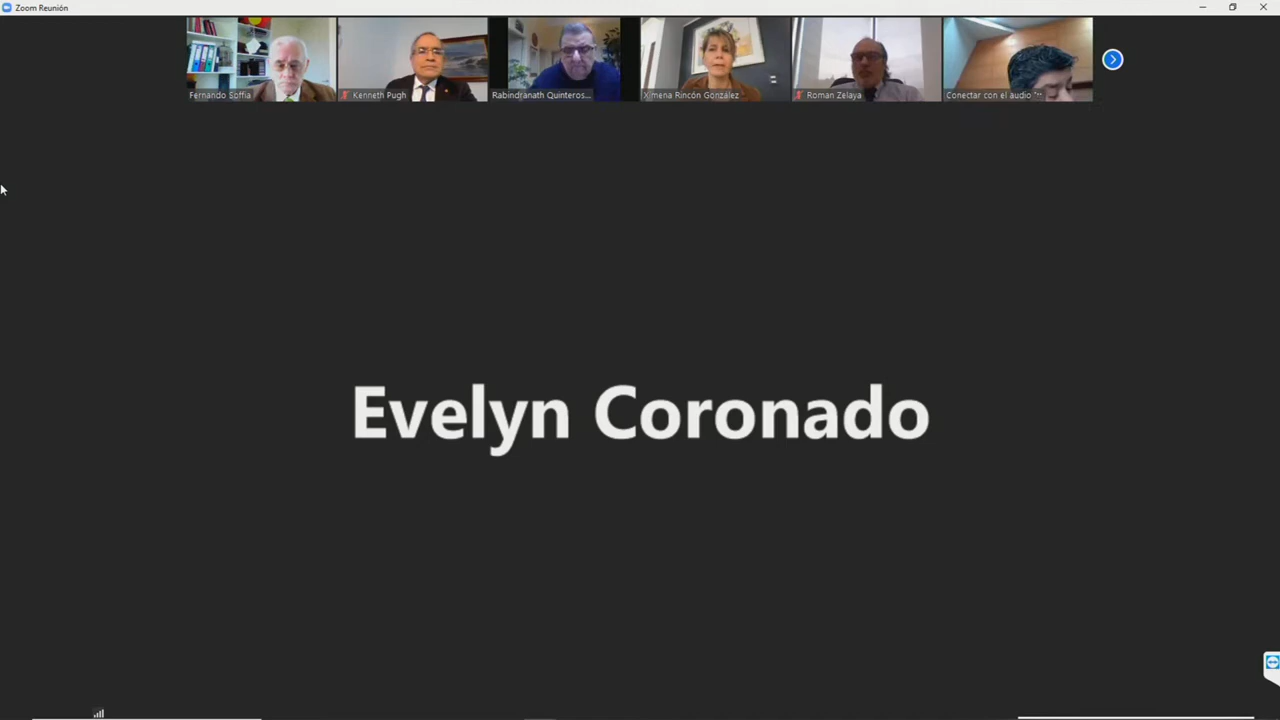 Zoom Reunión
Fernando Soffia
Kenneth Pugh
Rabindranath Quinteros...
Ximena Rincón González
Roman Zelaya
Conectar con el audio "
Evelyn Coronado